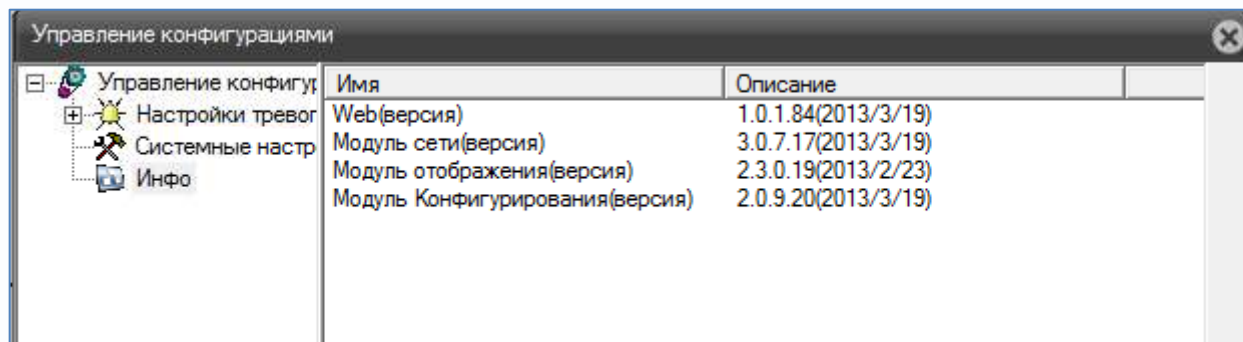 Управление конфигурациями
Управление конфигур
Настройки тревог
Системные настр
Инфо
Имя Описание
Web(версия) 1.0.1.84(2013/3/19)
Модуль сети(версия) 3.0.7.17(2013/3/19)
Модуль отображения(версия) 2.3.0.19(2013/2/23)
Модуль Конфигурирования(версия) 2.0.9.20(2013/3/19)